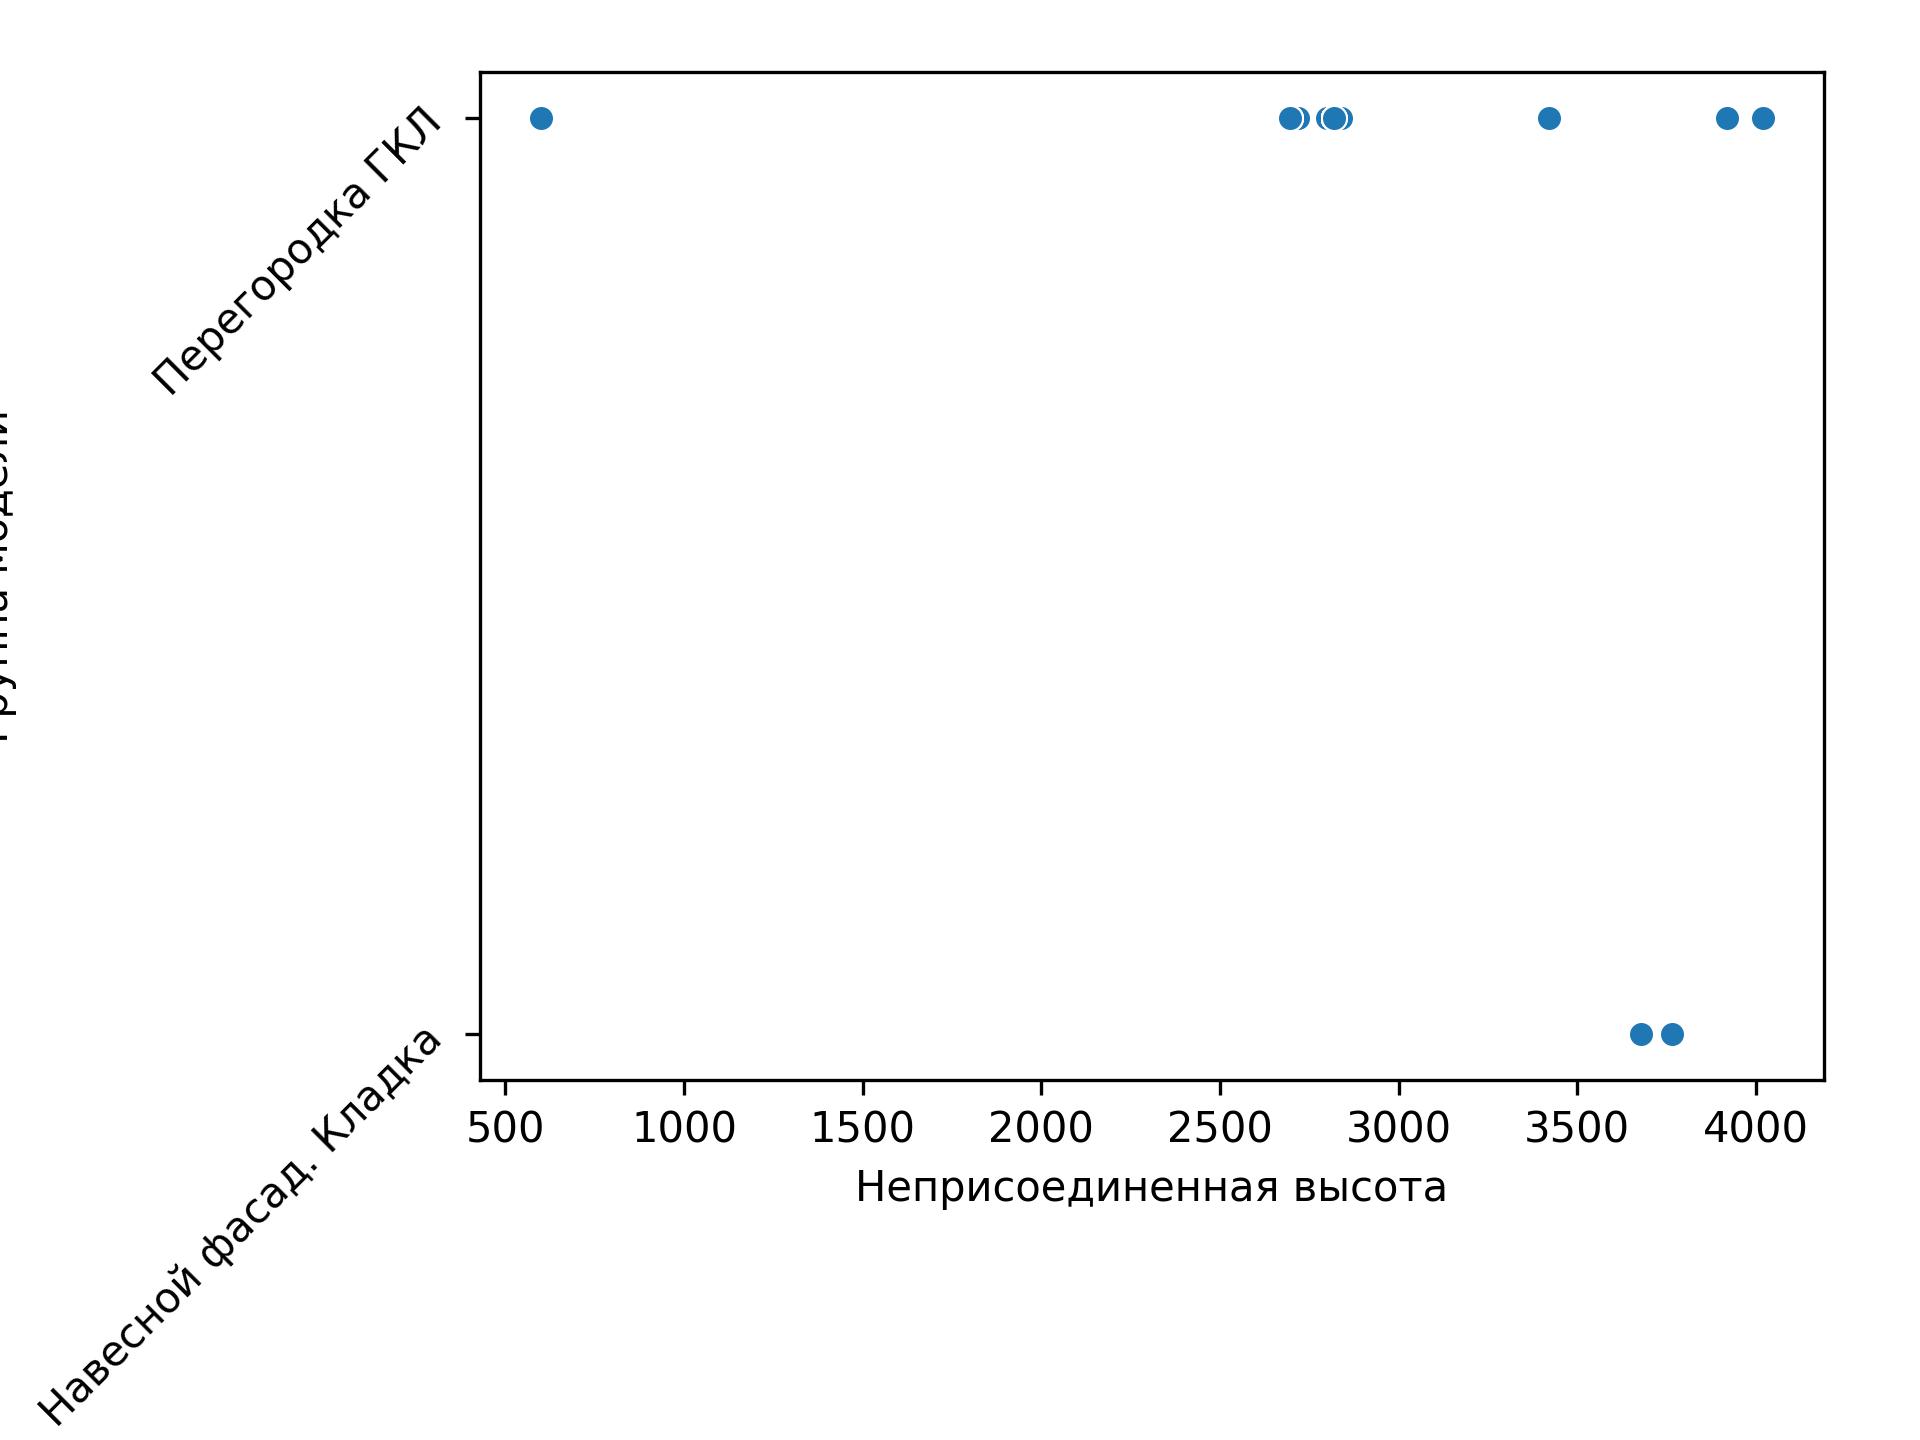 Перегородка ГКЛ
Навесной фасад. Кладка
500 1000 1500 2000 2500 3000 3500 4000
Неприсоединенная высота